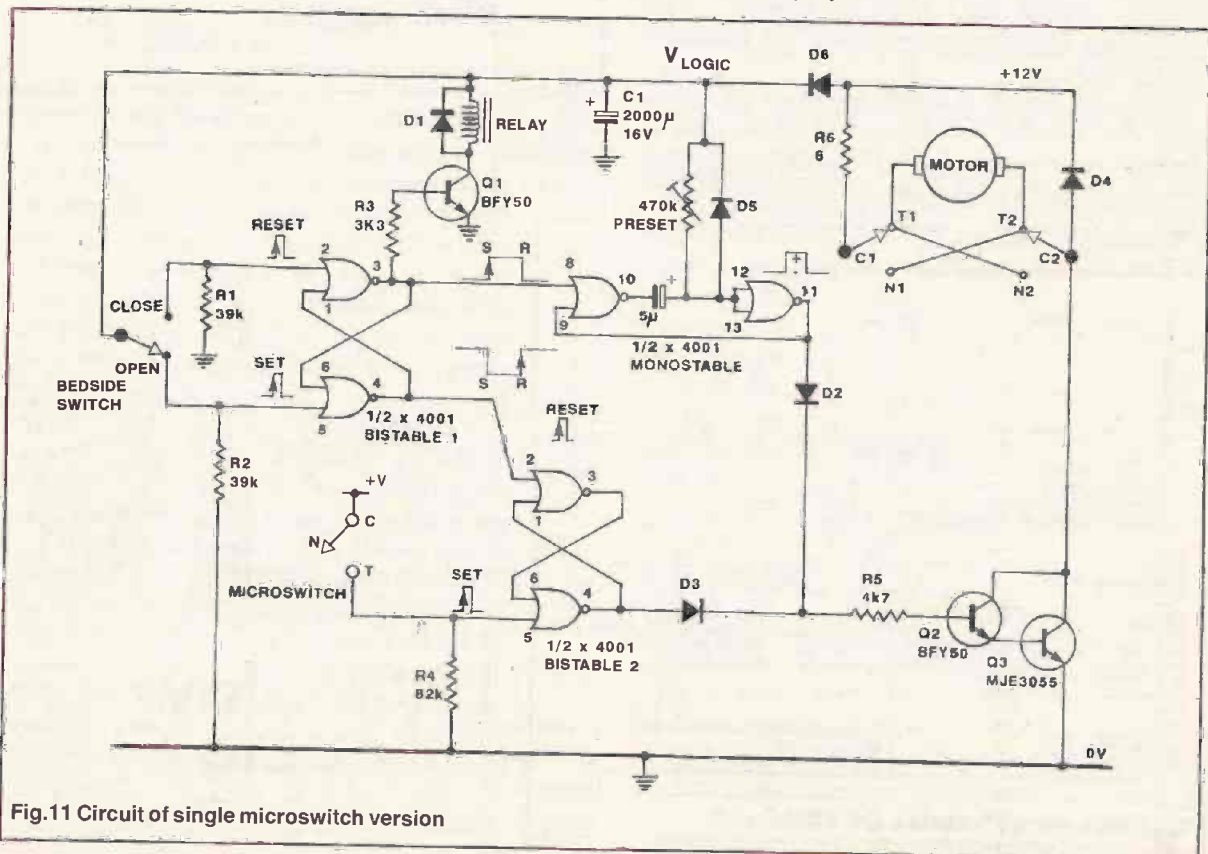 V LOGIC
D6
+12V
D1
RELAY
+
C1
2000µ
16V
R6
6
MOTOR
D4
Q1
BFY50
R3
3K3
470k
PRESET
D5
T1
T2
C1
C2
N1
N2
RESET
2
3
1
S
R
8
10
9
+
5µ
12
13
+
11
1/2 x 4001
MONOSTABLE
CLOSE
R1
39k
OPEN
BEDSIDE
SWITCH
SET
6
4
5
1/2 x 4001
BISTABLE 1
S
R
D2
RESET
2
3
1
R2
39k
+V
C
N
T
MICROSWITCH
SET
6
4
5
1/2 x 4001
BISTABLE 2
D3
R5
4k7
Q2
BFY50
Q3
MJE3055
R4
82k
0V
Fig.11 Circuit of single microswitch version